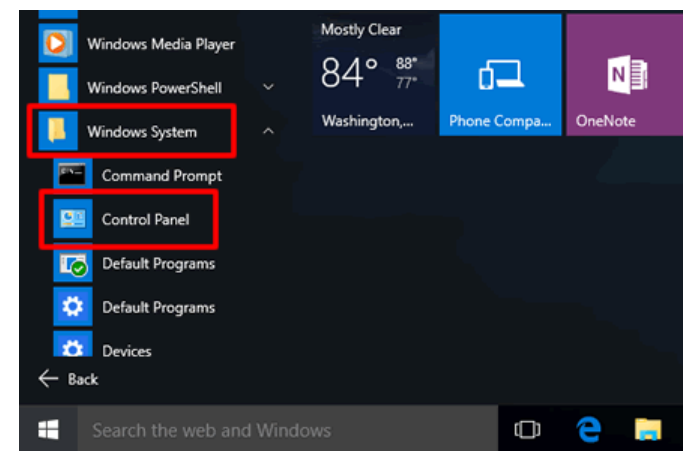 Windows Media Player
Windows PowerShell
Windows System
Command Prompt
Control Panel
Default Programs
Default Programs
Devices
Back
Mostly Clear
84° 88°
77°
Washington,...
Phone Compa...
OneNote
N
Search the web and Windows